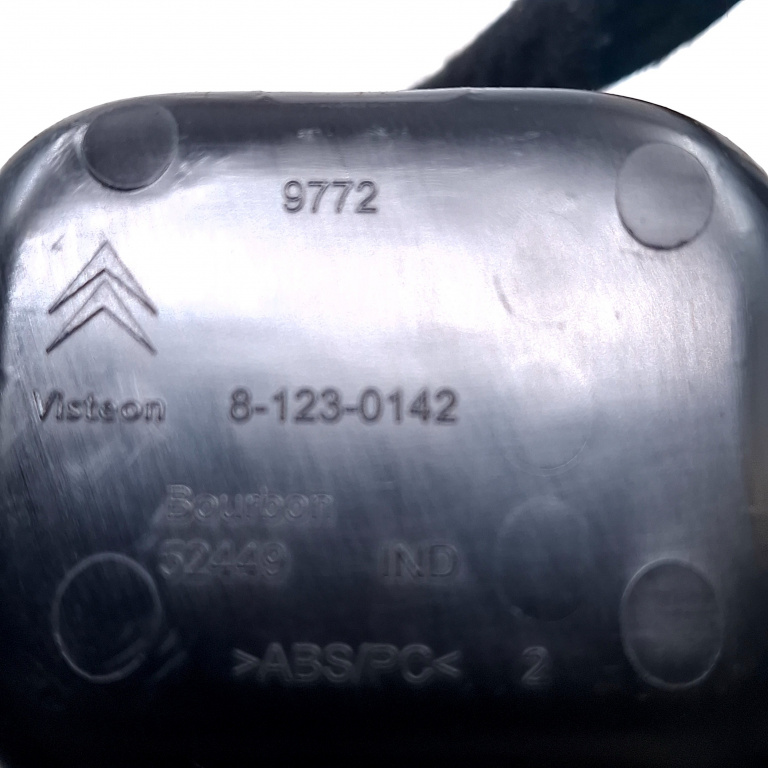 9772
Visteon 8-123-0142
Bourbon
52449 IND
>ABS/PC< 2